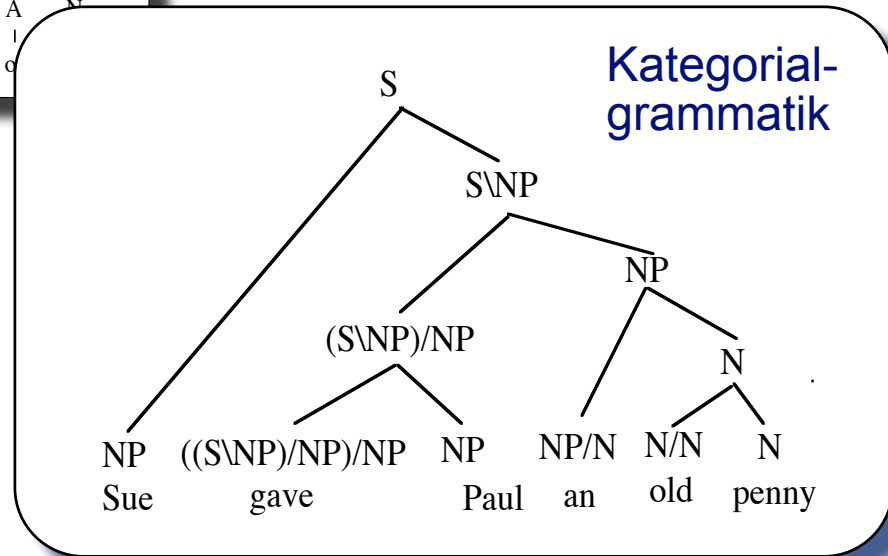 A N
o
Kategorial-
grammatik
S
S\NP
NP
(S\NP)/NP
N
NP ((S\NP)/NP)/NP NP NP/N N/N N
Sue gave Paul an old penny